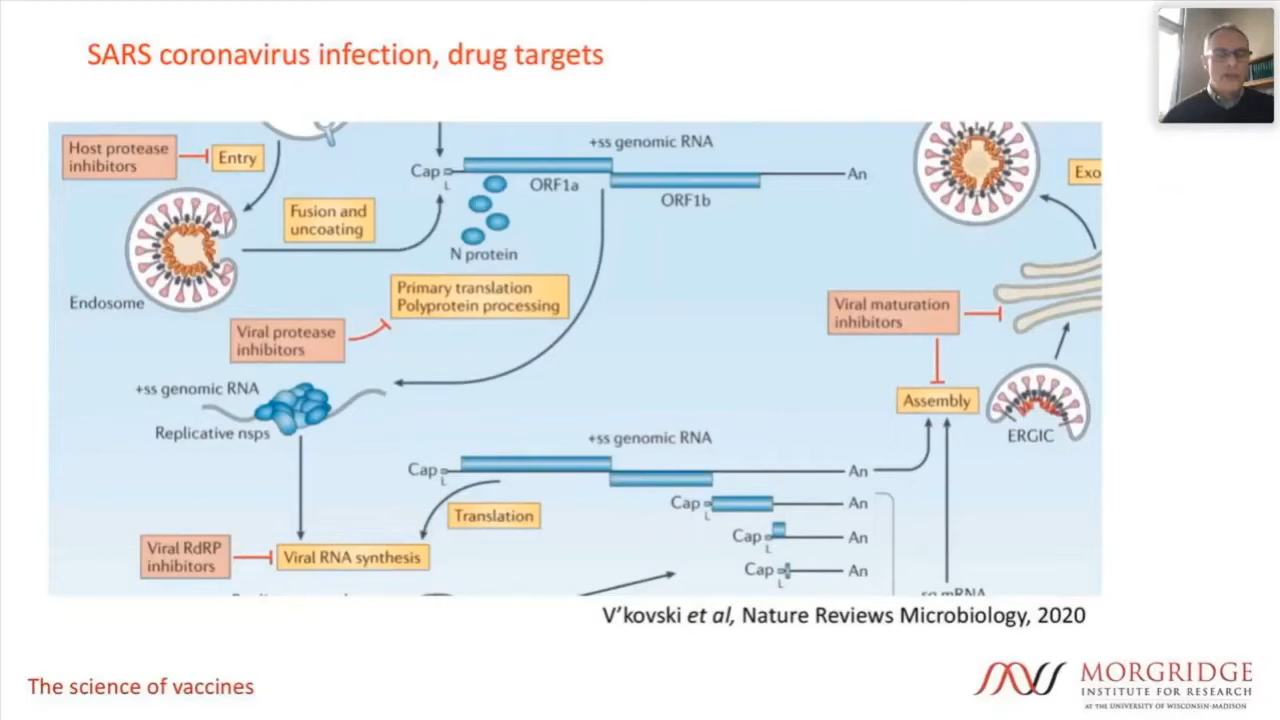 SARS coronavirus infection, drug targets
Host protease
inhibitors
Entry
Fusion and
uncoating
Endosome
+ss genomic RNA
Cap
L
ORF1a
ORF1b
An
N protein
Primary translation
Polyprotein processing
Viral protease
inhibitors
+ss genomic RNA
Replicative nsps
Viral maturation
inhibitors
Exo
Assembly
ERGIC
+ss genomic RNA
Cap
L
An
Translation
Cap
L
An
Cap
L
An
Cap
L
An
Viral RdRP
inhibitors
Viral RNA synthesis
sg mRNA
V'kovski et al, Nature Reviews Microbiology, 2020
The science of vaccines
MORGRIDGE
INSTITUTE FOR RESEARCH
AT THE UNIVERSITY OF WISCONSIN-MADISON